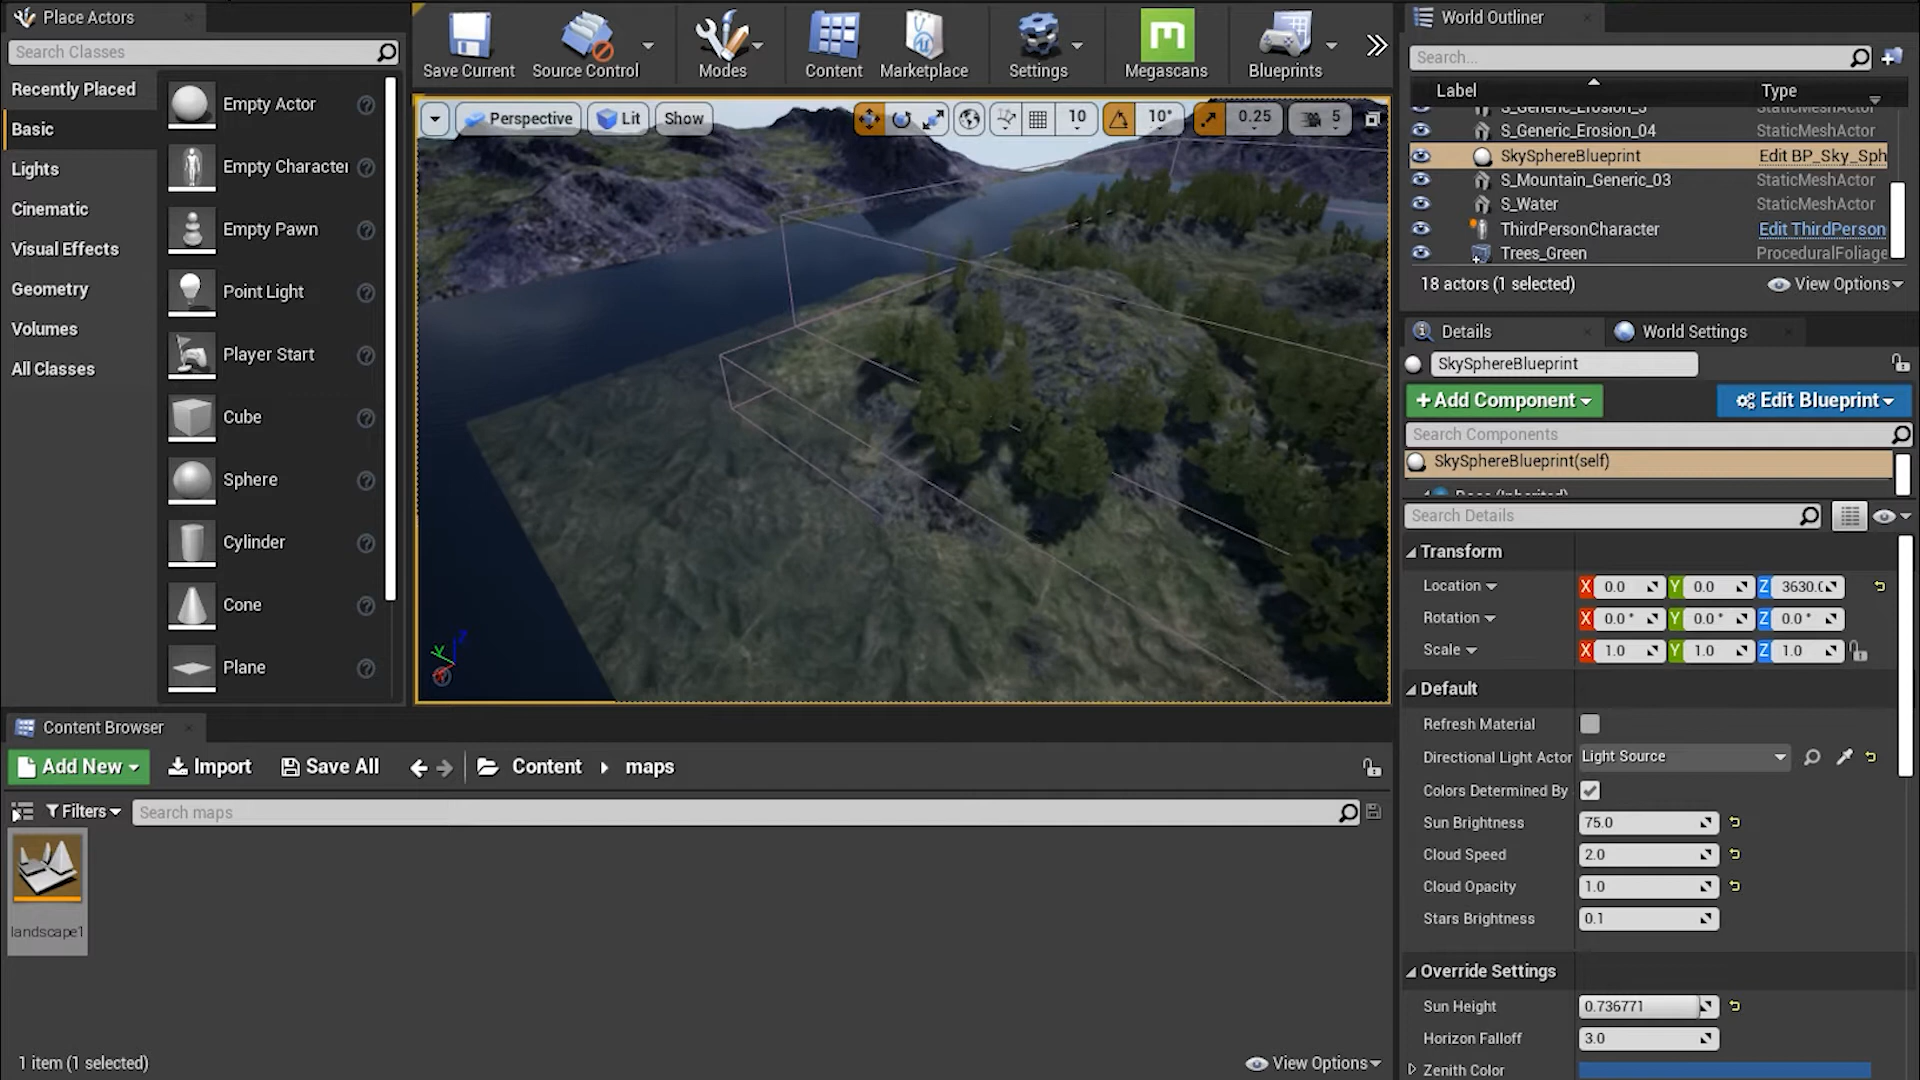 Place Actors
Search Classes
Recently Placed
Basic
Lights
Cinematic
Visual Effects
Geometry
Volumes
All Classes
Empty Actor
Empty Character
Empty Pawn
Point Light
Player Start
Cube
Sphere
Cylinder
Cone
Plane
Save Current
Source Control
Modes
Content
Marketplace
Settings
Megascans
Blueprints
Perspective
Lit
Show
10
10°
0.25
5
World Outliner
Search...
Label
Type
S_Generic_Erosion_04
StaticMeshActor
SkySphereBlueprint
Edit BP_Sky_Sph
S_Mountain_Generic_03
StaticMeshActor
S_Water
StaticMeshActor
ThirdPersonCharacter
Edit ThirdPerson
Trees_Green
ProceduralFoliage
18 actors (1 selected)
View Options
Details
World Settings
SkySphereBlueprint
+Add Component
Edit Blueprint
Search Components
SkySphereBlueprint(self)
Search Details
Transform
Location
X 0.0 Y 0.0 Z 3630.0
Rotation
X 0.0 ° Y 0.0 ° Z 0.0 °
Scale
X 1.0 Y 1.0 Z 1.0
Default
Refresh Material
Directional Light Actor
Light Source
Colors Determined By
Sun Brightness
75.0
Cloud Speed
2.0
Cloud Opacity
1.0
Stars Brightness
0.1
Override Settings
Sun Height
0.736771
Horizon Falloff
3.0
Zenith Color
Content Browser
Add New
Import
Save All
Content
maps
Filters
Search maps
landscape1
1 item (1 selected)
View Options